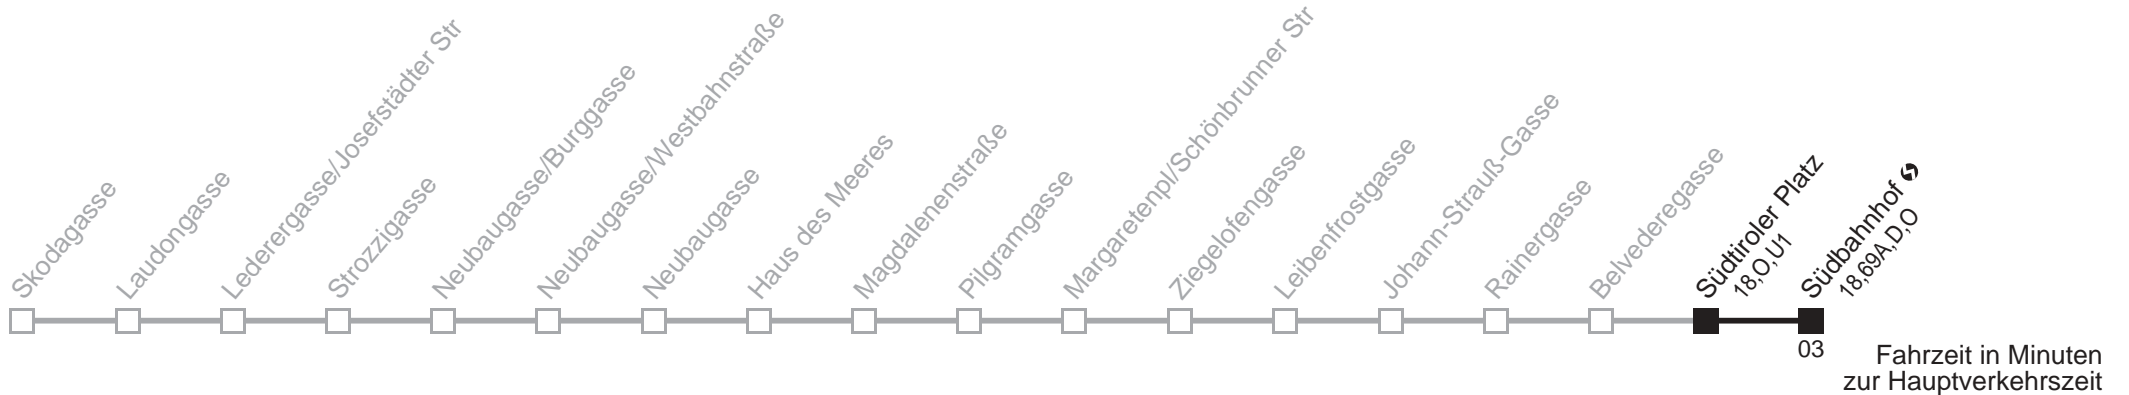 Skodagasse
Laudongasse
Lederergasse/Josefstädter Str
Strozzigasse
Neubaugasse/Burggasse
Neubaugasse/Westbahnstraße
Neubaugasse
Haus des Meeres
Magdalenenstraße
Pilgramgasse
Margaretenpl/Schönbrunner Str
Ziegelofengasse
Leibenfrostgasse
Johann-Strauß-Gasse
Rainergasse
Belvederegasse
Südtiroler Platz
18,O,U1
Südbahnhof
18,69A,D,O
03
Fahrzeit in Minuten
zur Hauptverkehrszeit